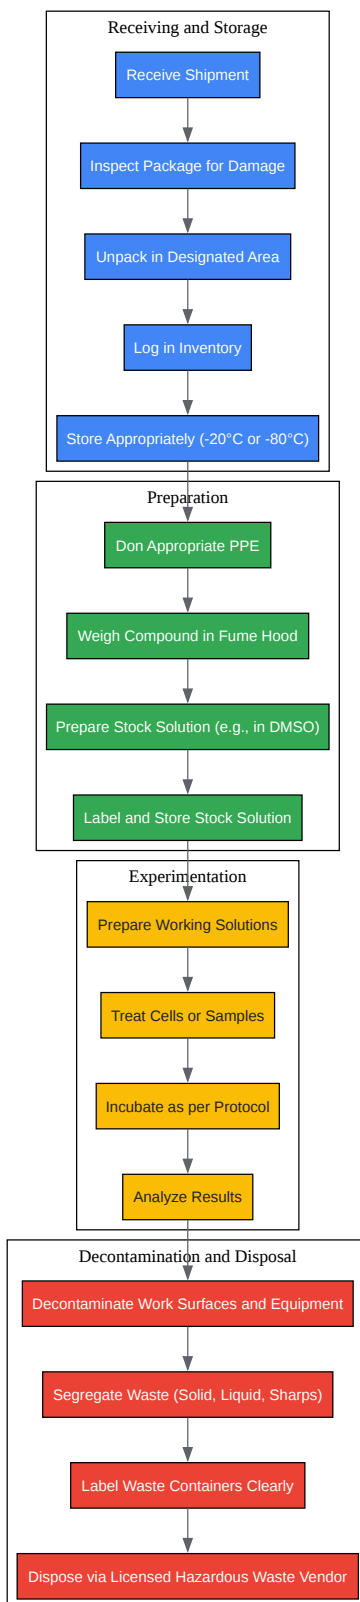 Receiving and Storage
Receive Shipment
Inspect Package for Damage
Unpack in Designated Area
Log in Inventory
Store Appropriately (-20°C or -80°C)
Preparation
Don Appropriate PPE
Weigh Compound in Fume Hood
Prepare Stock Solution (e.g., in DMSO)
Label and Store Stock Solution
Experimentation
Prepare Working Solutions
Treat Cells or Samples
Incubate as per Protocol
Analyze Results
Decontamination and Disposal
Decontaminate Work Surfaces and Equipment
Segregate Waste (Solid, Liquid, Sharps)
Label Waste Containers Clearly
Dispose via Licensed Hazardous Waste Vendor